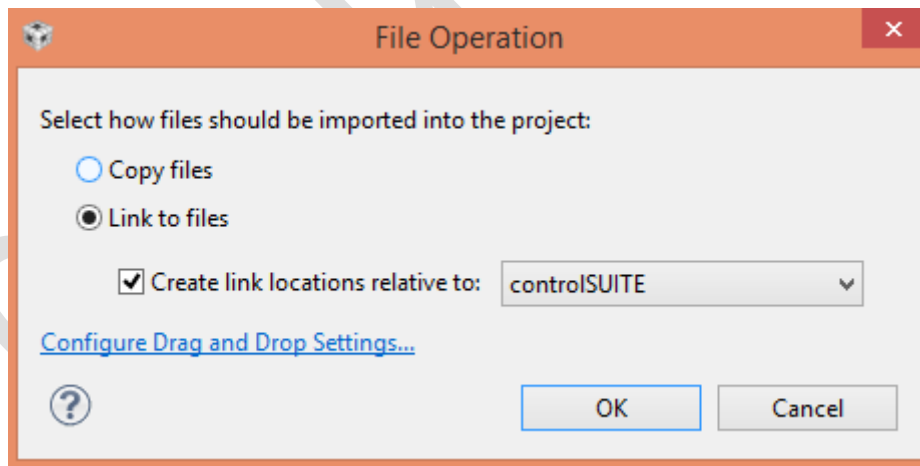 File Operation
Select how files should be imported into the project:
Copy files
Link to files
Create link locations relative to: controlSUITE
Configure Drag and Drop Settings...
OK Cancel